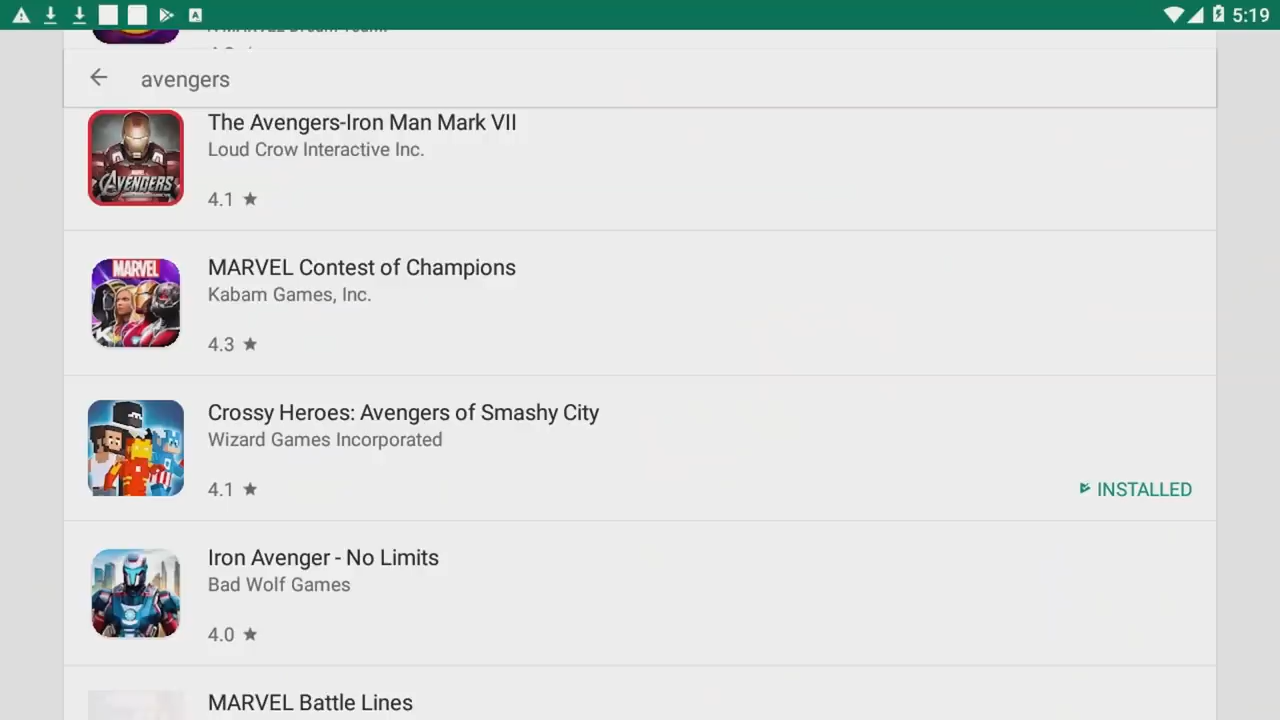 5:19
avengers
The Avengers-Iron Man Mark VII
Loud Crow Interactive Inc.
4.1 ★
AVENGERS
MARVEL Contest of Champions
Kabam Games, Inc.
4.3 ★
MARVEL
Crossy Heroes: Avengers of Smashy City
Wizard Games Incorporated
4.1 ★
INSTALLED
Iron Avenger - No Limits
Bad Wolf Games
4.0 ★
MARVEL Battle Lines